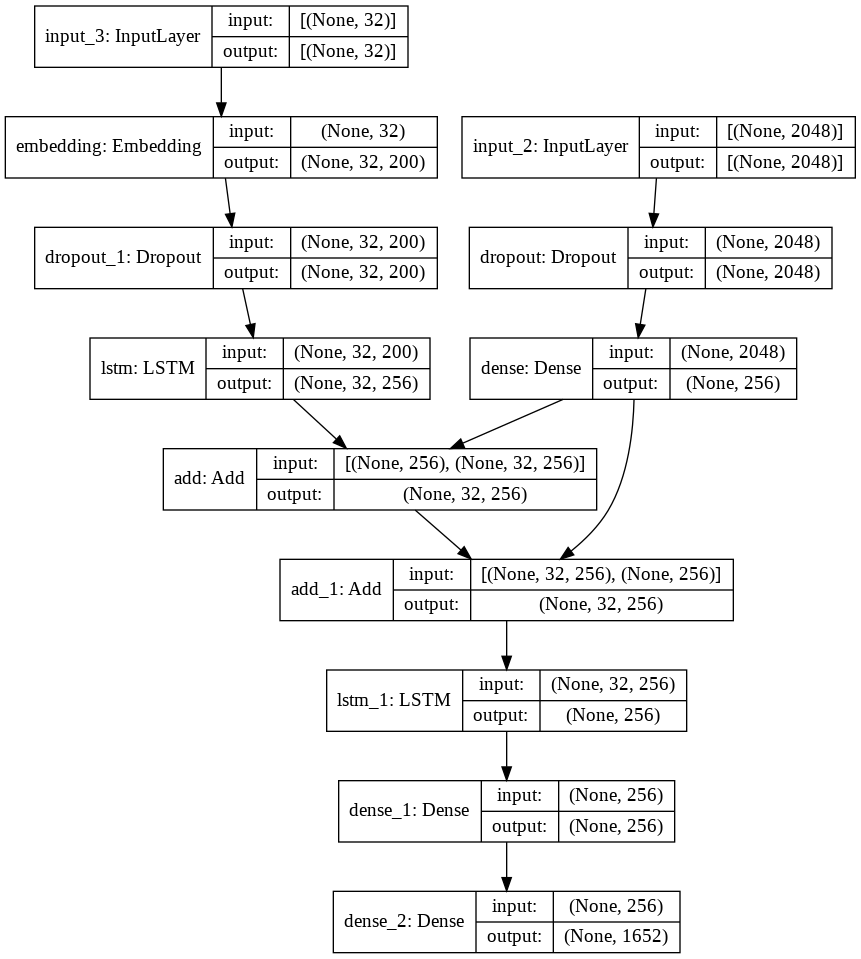 input_3: InputLayer
input: [(None, 32)]
output: [(None, 32)]
embedding: Embedding
input: (None, 32)
output: (None, 32, 200)
input_2: InputLayer
input: [(None, 2048)]
output: [(None, 2048)]
dropout_1: Dropout
input: (None, 32, 200)
output: (None, 32, 200)
dropout: Dropout
input: (None, 2048)
output: (None, 2048)
lstm: LSTM
input: (None, 32, 200)
output: (None, 32, 256)
dense: Dense
input: (None, 2048)
output: (None, 256)
add: Add
input: [(None, 256), (None, 32, 256)]
output: (None, 32, 256)
add_1: Add
input: [(None, 32, 256), (None, 256)]
output: (None, 32, 256)
lstm_1: LSTM
input: (None, 32, 256)
output: (None, 256)
dense_1: Dense
input: (None, 256)
output: (None, 256)
dense_2: Dense
input: (None, 256)
output: (None, 1652)